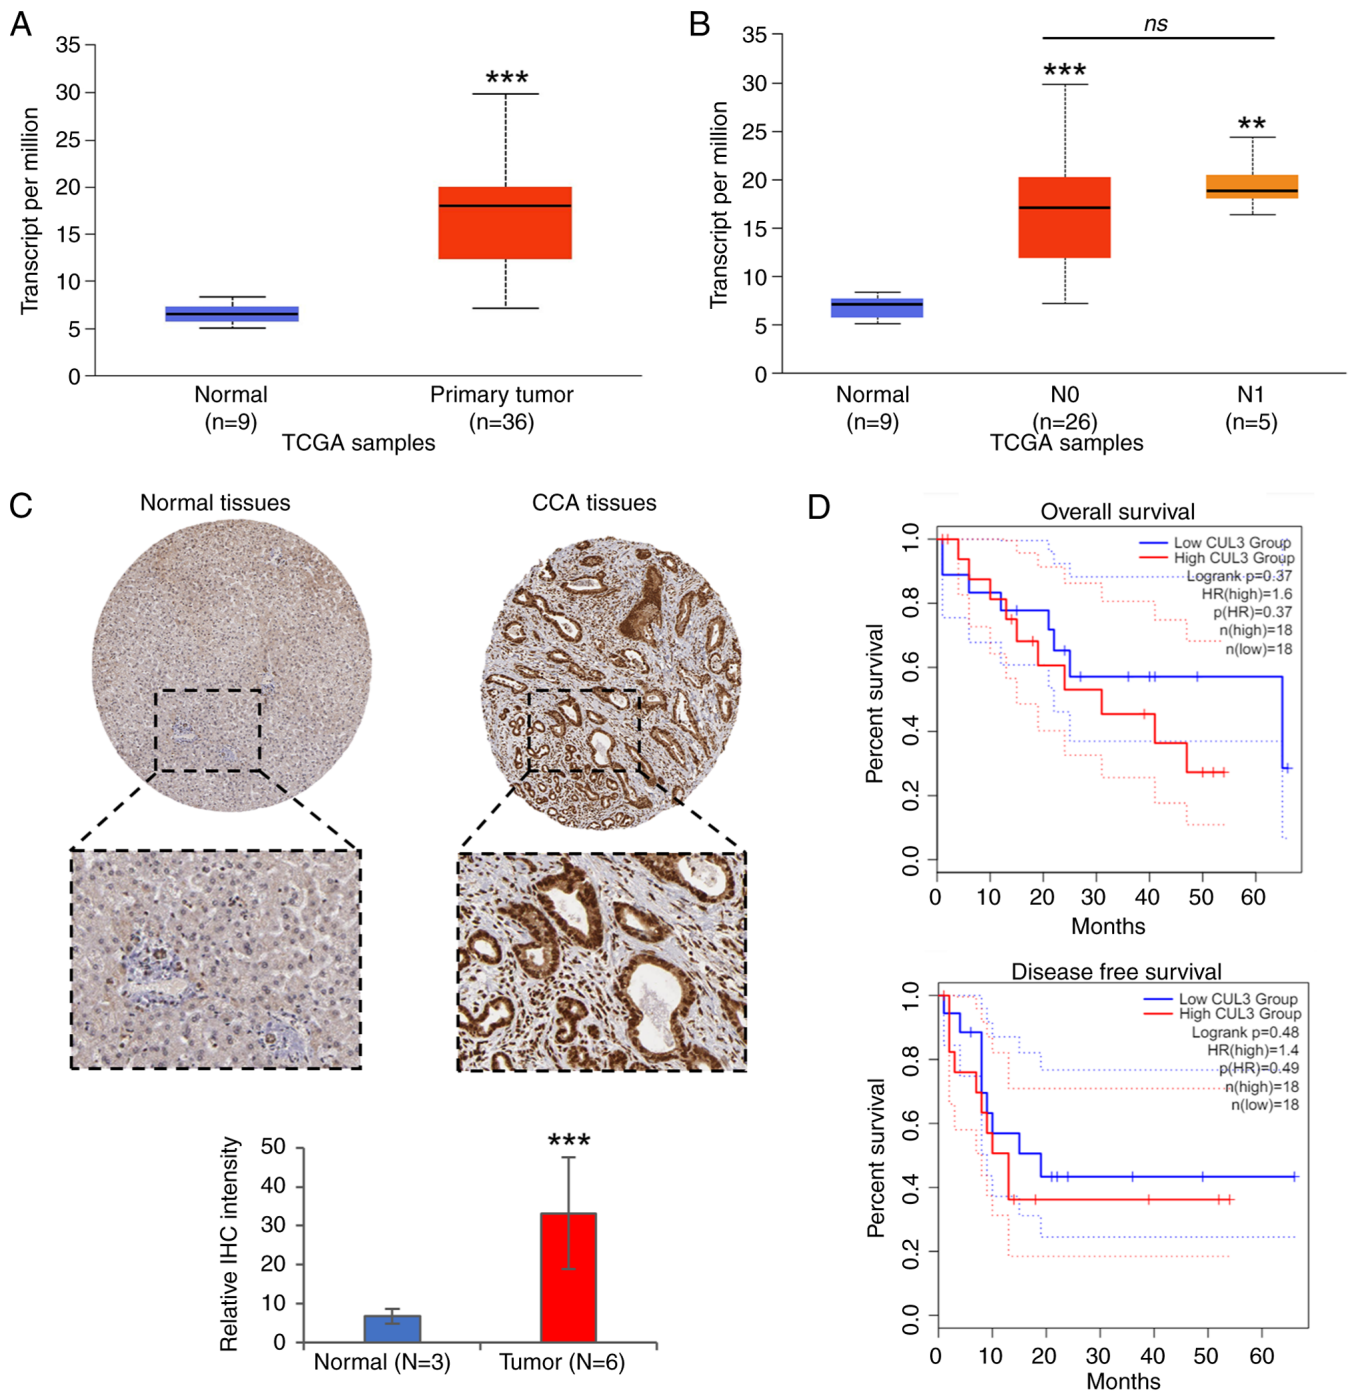 A
35
30
25
20
15
10
5
0
Transcript per million
***
Normal
(n=9)
Primary tumor
(n=36)
TCGA samples
B
35
30
25
20
15
10
5
0
Transcript per million
ns
***
**
Normal
(n=9)
N0
(n=26)
N1
(n=5)
TCGA samples
C
Normal tissues
CCA tissues
50
40
30
20
10
0
Relative IHC intensity
***
Normal (N=3)
Tumor (N=6)
D
Overall survival
Low CUL3 Group
High CUL3 Group
Logrank p=0.37
HR(high)=1.6
p(HR)=0.37
n(high)=18
n(low)=18
1.0
0.8
0.6
0.4
0.2
0.0
Percent survival
0 10 20 30 40 50 60
Months
Disease free survival
Low CUL3 Group
High CUL3 Group
Logrank p=0.48
HR(high)=1.4
p(HR)=0.49
n(high)=18
n(low)=18
1.0
0.8
0.6
0.4
0.2
0.0
Percent survival
0 10 20 30 40 50 60
Months